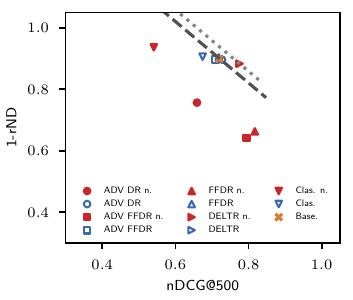 1.0
0.8
0.6
0.4
1-rND
ADV DR n.
ADV DR
ADV FFDR n.
ADV FFDR
FFDR n.
FFDR
DELTR n.
DELTR
Clas. n.
Clas.
Base.
0.4 0.6 0.8 1.0
nDCG@500